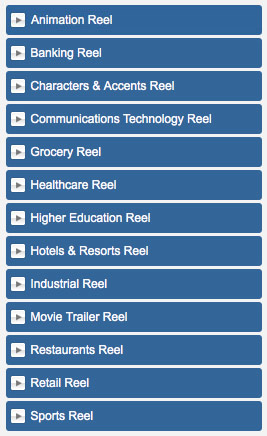 Animation Reel
Banking Reel
Characters & Accents Reel
Communications Technology Reel
Grocery Reel
Healthcare Reel
Higher Education Reel
Hotels & Resorts Reel
Industrial Reel
Movie Trailer Reel
Restaurants Reel
Retail Reel
Sports Reel